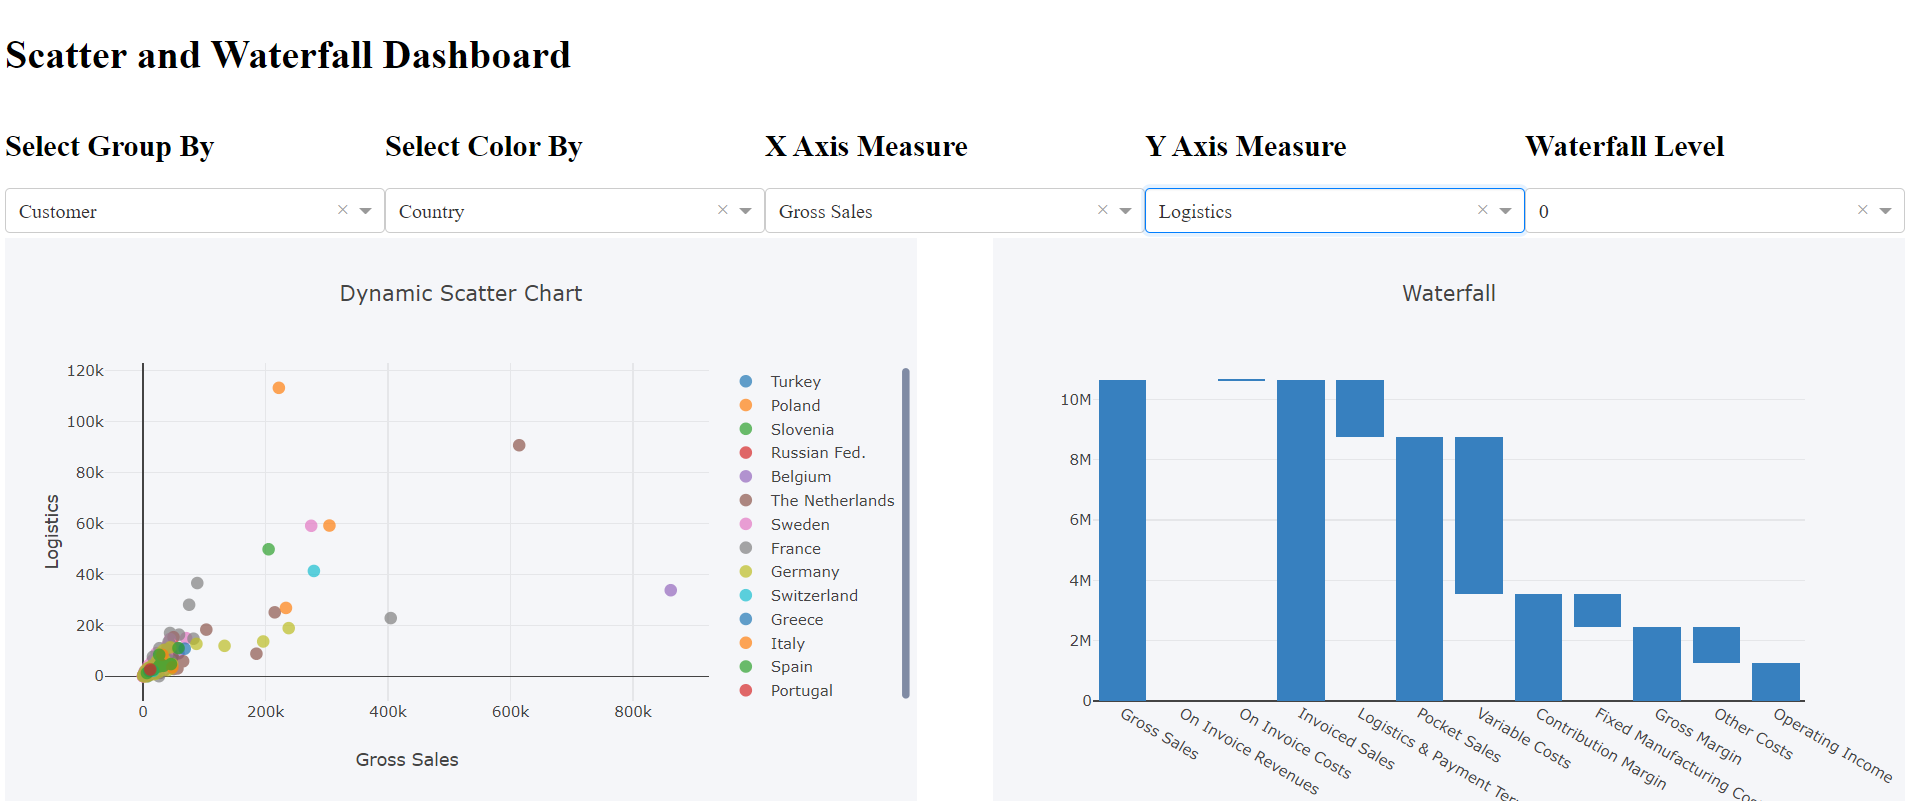 Scatter and Waterfall Dashboard
Select Group By
Select Color By
X Axis Measure
Y Axis Measure
Waterfall Level
Customer
Country
Gross Sales
Logistics
0
Dynamic Scatter Chart
120k
100k
80k
60k
40k
20k
0
Logistics
0
200k
400k
600k
800k
Gross Sales
Turkey
Poland
Slovenia
Russian Fed.
Belgium
The Netherlands
Sweden
France
Germany
Switzerland
Greece
Italy
Spain
Portugal
Waterfall
10M
8M
6M
4M
2M
0
Gross Sales
On Invoice Revenues
On Invoice Costs
Invoiced Sales
Logistics & Payment Ter
Pocket Sales
Variable Costs
Contribution Margin
Fixed Manufacturing Cos
Gross Margin
Other Costs
Operating Income